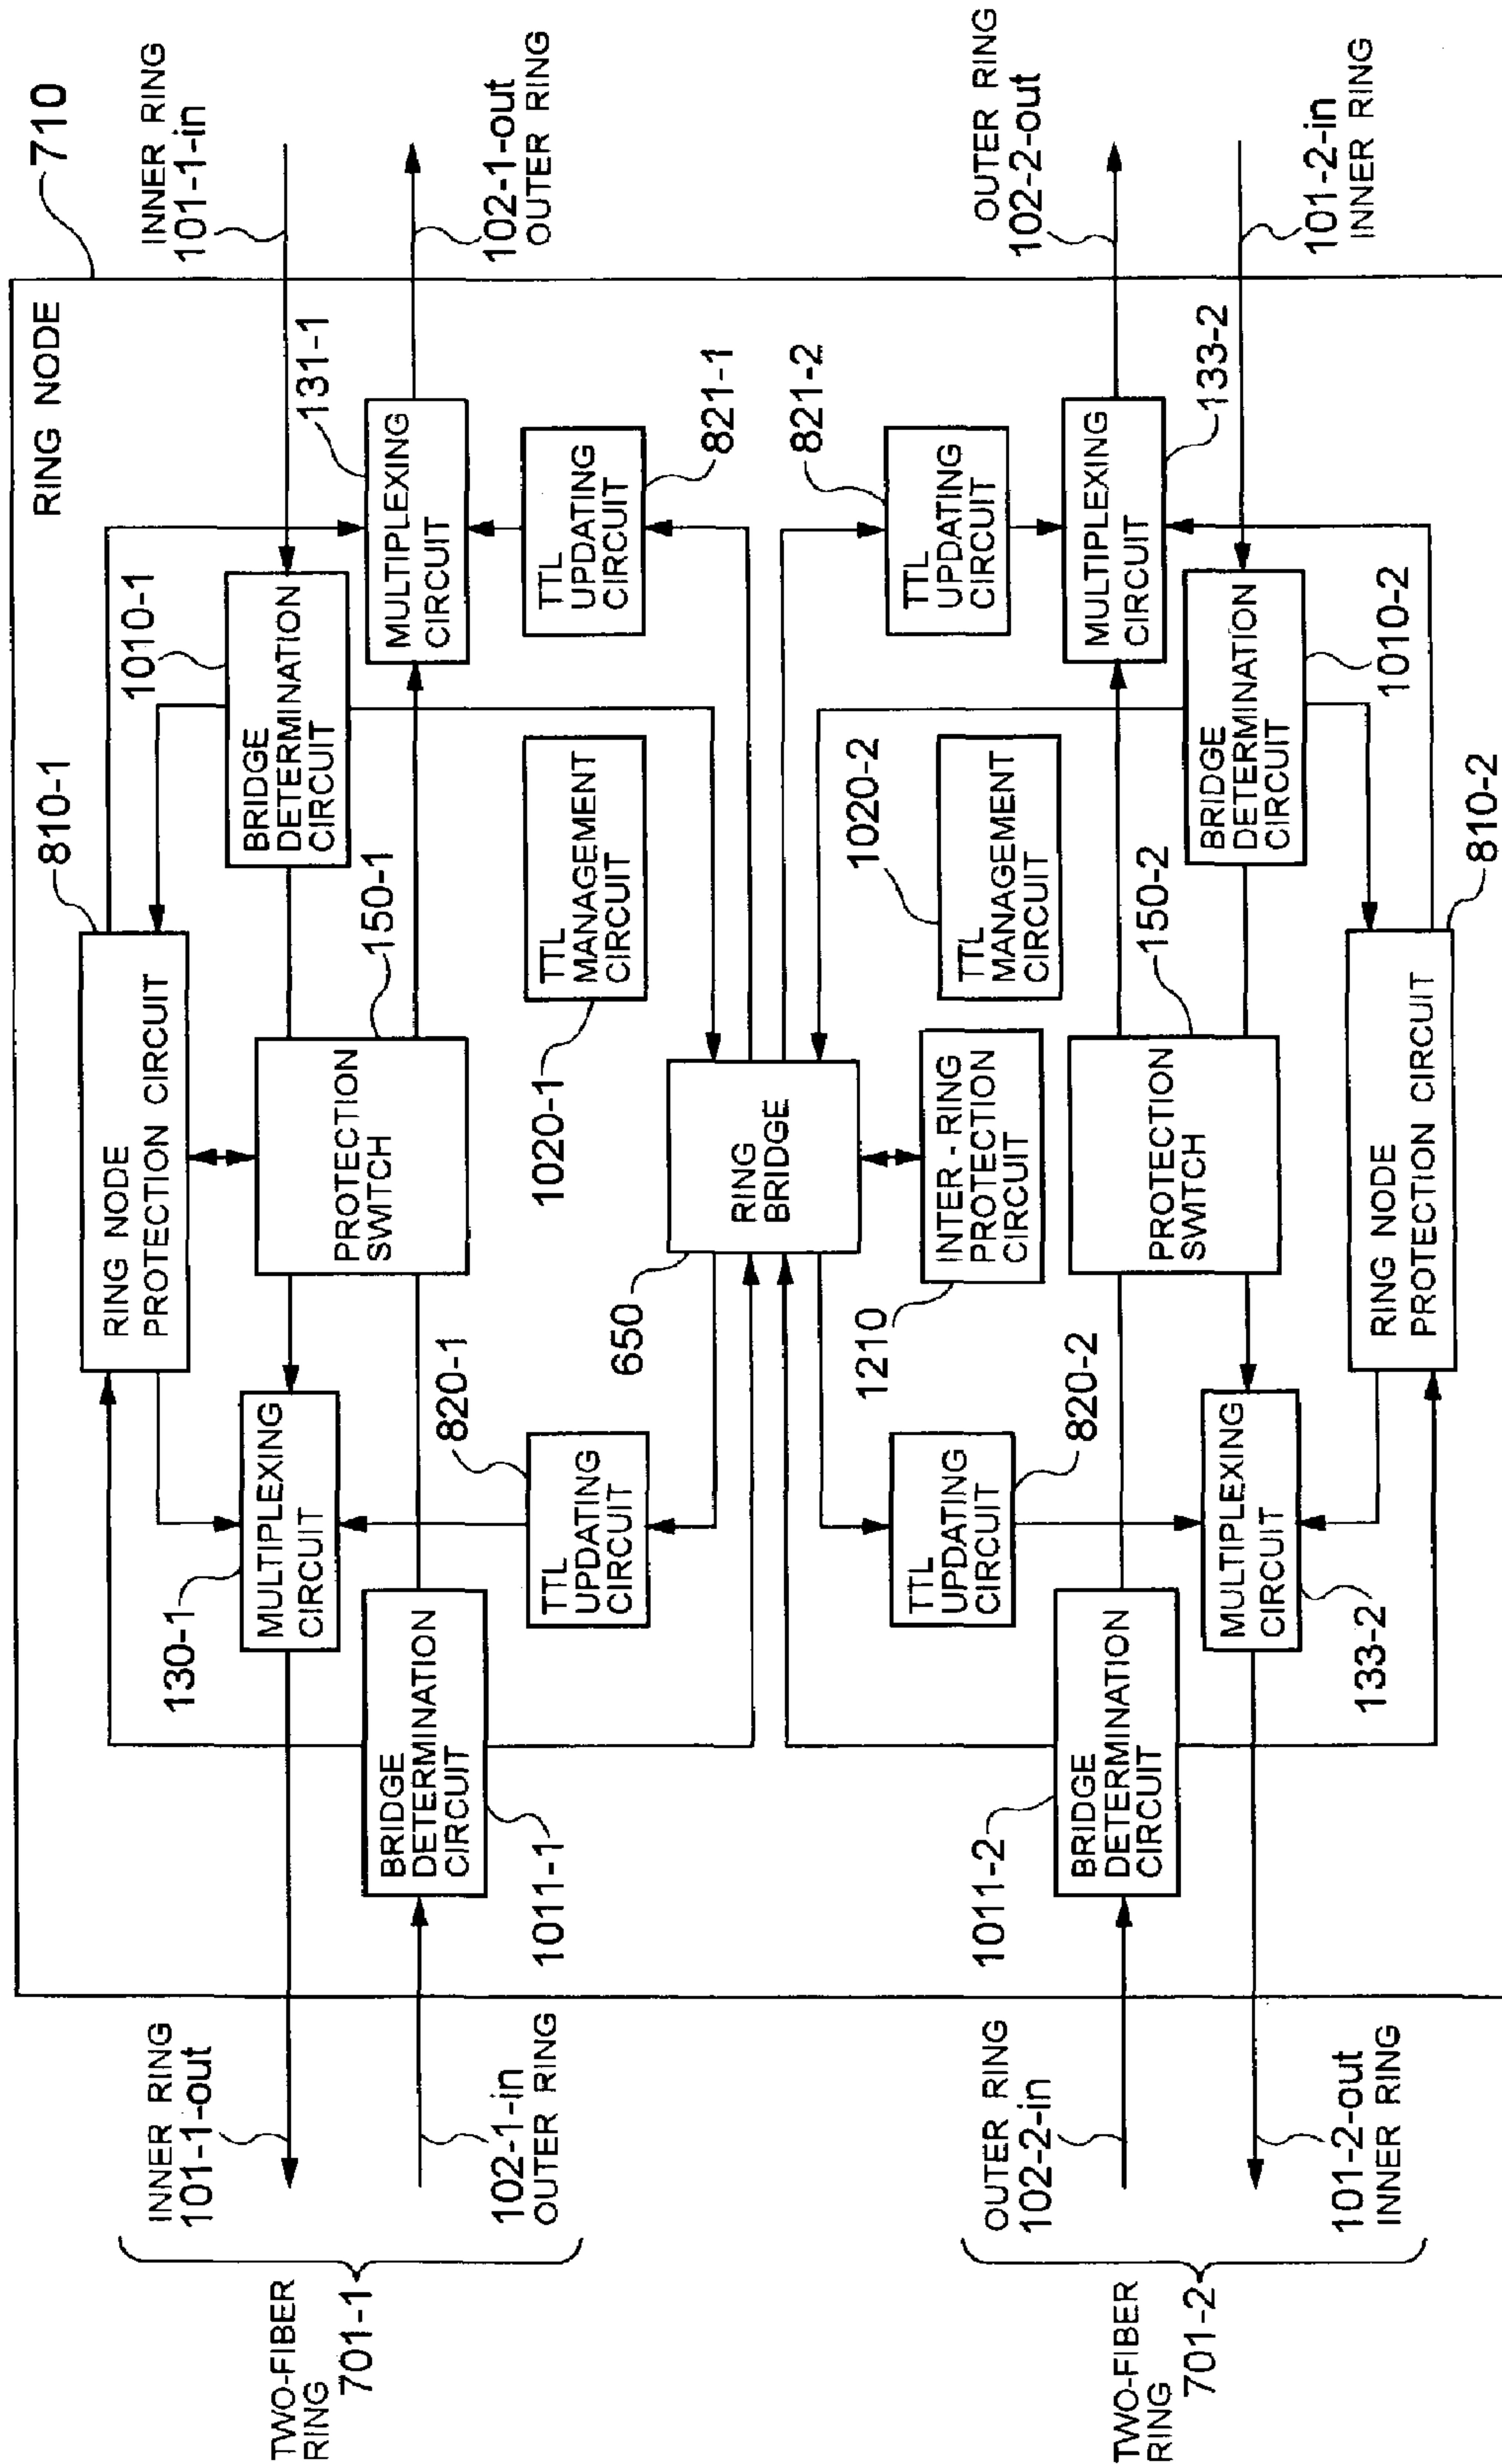 RING NODE
710
INNER RING
101-1-in
102-1-out
OUTER RING
OUTER RING
102-2-out
101-2-in
INNER RING
131-1
MULTIPLEXING
CIRCUIT
821-1
TTL
UPDATING
CIRCUIT
821-2
TTL
UPDATING
CIRCUIT
133-2
MULTIPLEXING
CIRCUIT
1010-1
BRIDGE
DETERMINATION
CIRCUIT
1010-2
BRIDGE
DETERMINATION
CIRCUIT
810-1
RING NODE
PROTECTION CIRCUIT
150-1
PROTECTION
SWITCH
1020-1
TTL
MANAGEMENT
CIRCUIT
1020-2
TTL
MANAGEMENT
CIRCUIT
650
RING
BRIDGE
1210
INTER-RING
PROTECTION
CIRCUIT
150-2
PROTECTION
SWITCH
810-2
RING NODE
PROTECTION CIRCUIT
130-1
MULTIPLEXING
CIRCUIT
820-1
TTL
UPDATING
CIRCUIT
820-2
TTL
UPDATING
CIRCUIT
133-2
MULTIPLEXING
CIRCUIT
1011-1
BRIDGE
DETERMINATION
CIRCUIT
1011-2
BRIDGE
DETERMINATION
CIRCUIT
INNER RING
101-1-out
102-1-in
OUTER RING
OUTER RING
102-2-in
101-2-out
INNER RING
TWO-FIBER
RING
701-1
TWO-FIBER
RING
701-2